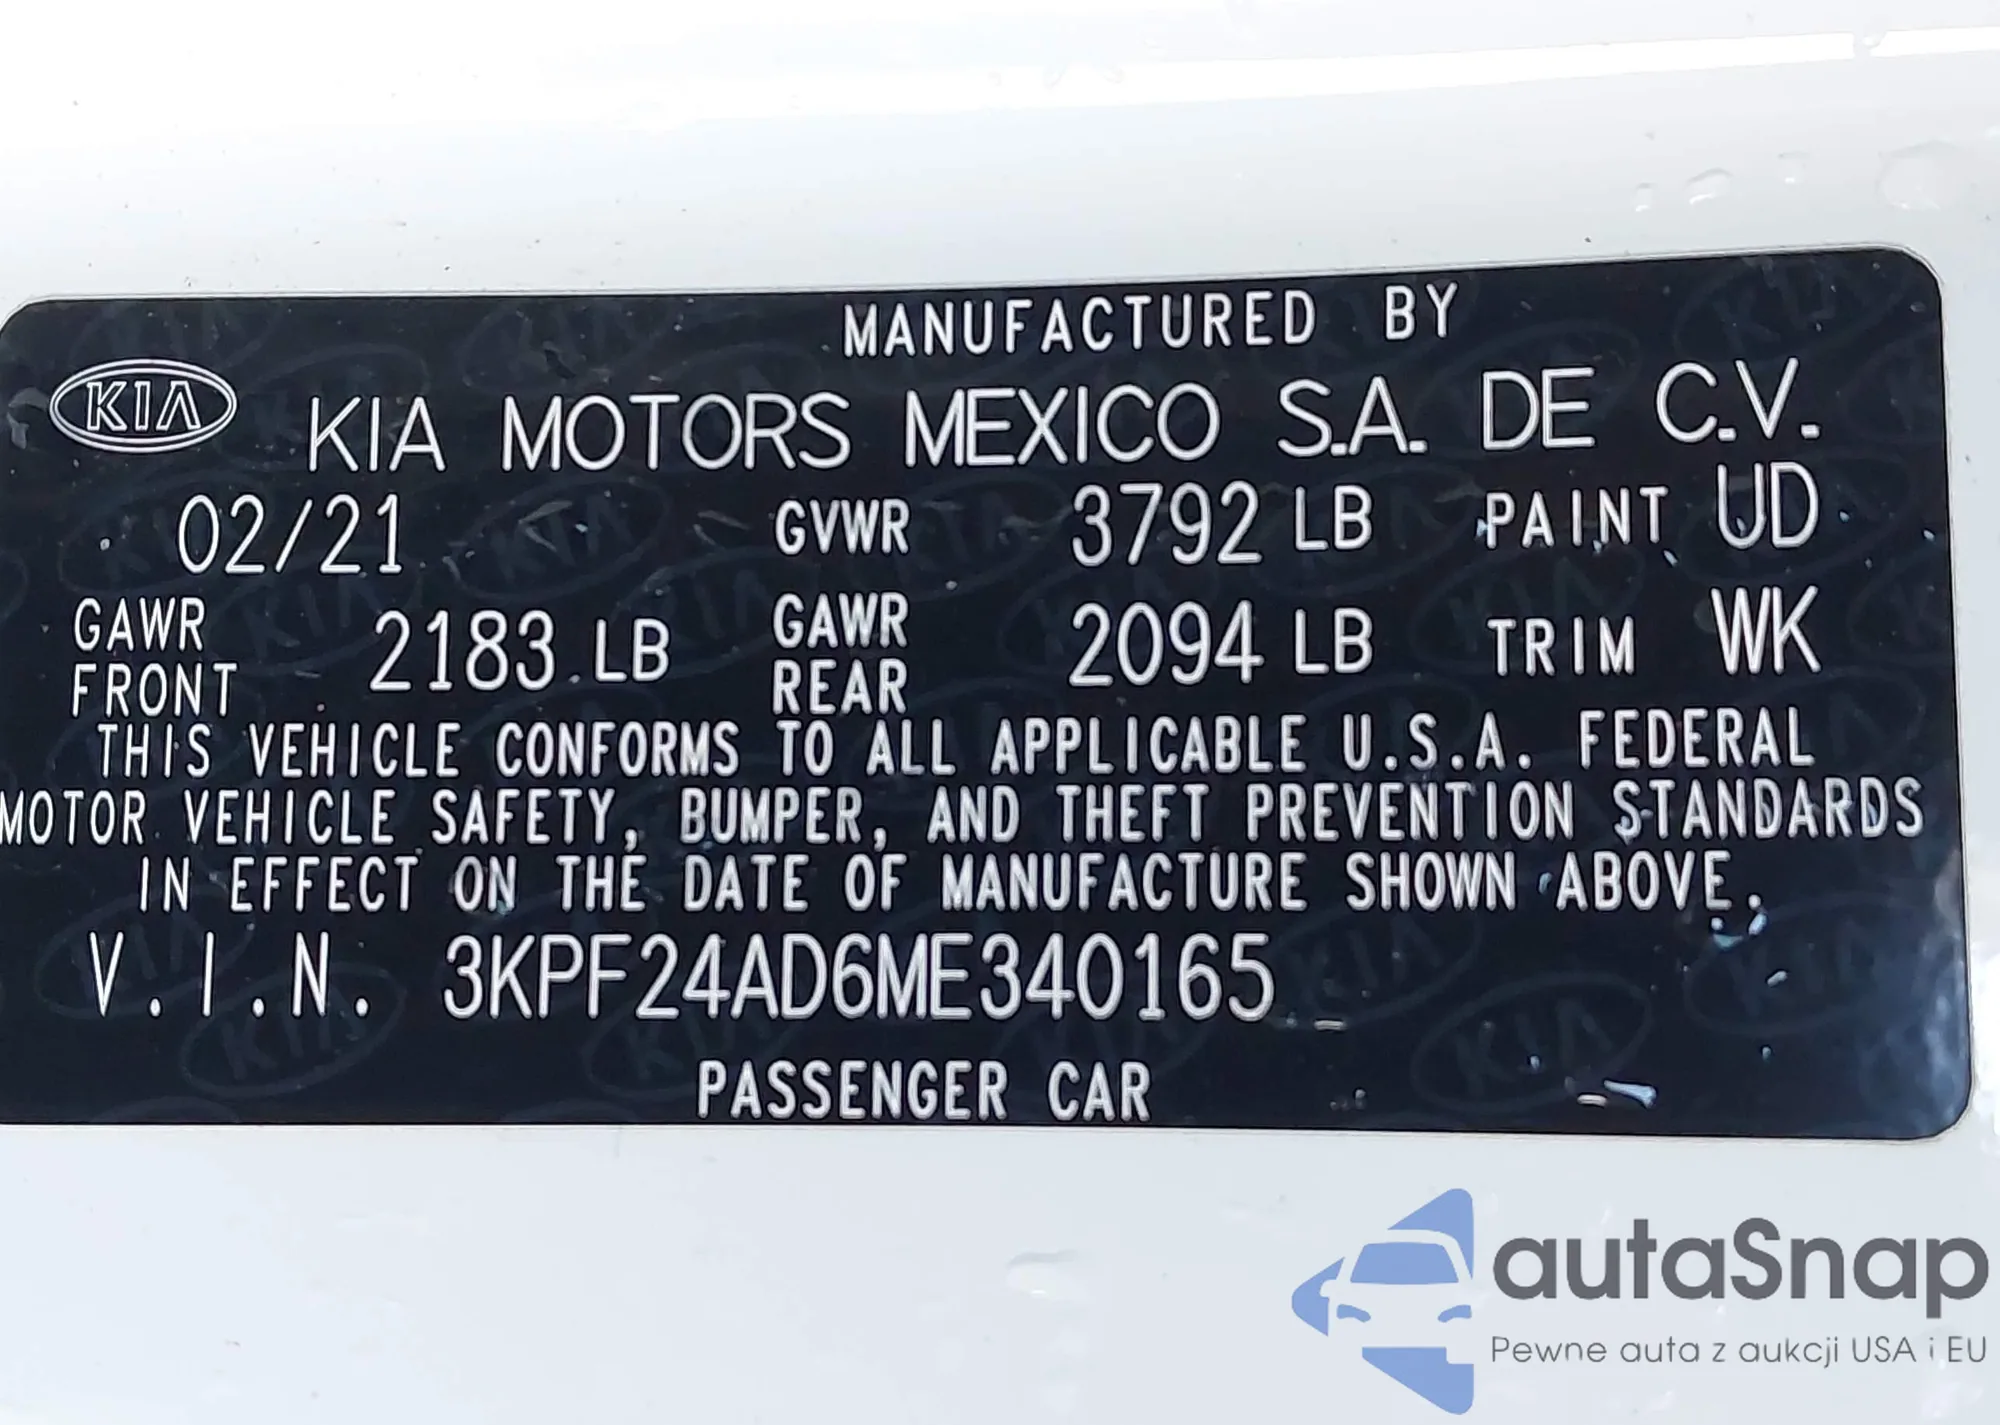 MANUFACTURED BY
KIA KIA MOTORS MEXICO S.A. DE C.V.
02/21 GVWR 3792 LB PAINT UD
GAWR FRONT 2183 LB GAWR REAR 2094 LB TRIM WK
THIS VEHICLE CONFORMS TO ALL APPLICABLE U.S.A. FEDERAL
MOTOR VEHICLE SAFETY, BUMPER, AND THEFT PREVENTION STANDARDS
IN EFFECT ON THE DATE OF MANUFACTURE SHOWN ABOVE.
V.I.N. 3KPF24AD6ME340165
PASSENGER CAR
autaSnap
Pewne auta z aukcji USA i EU